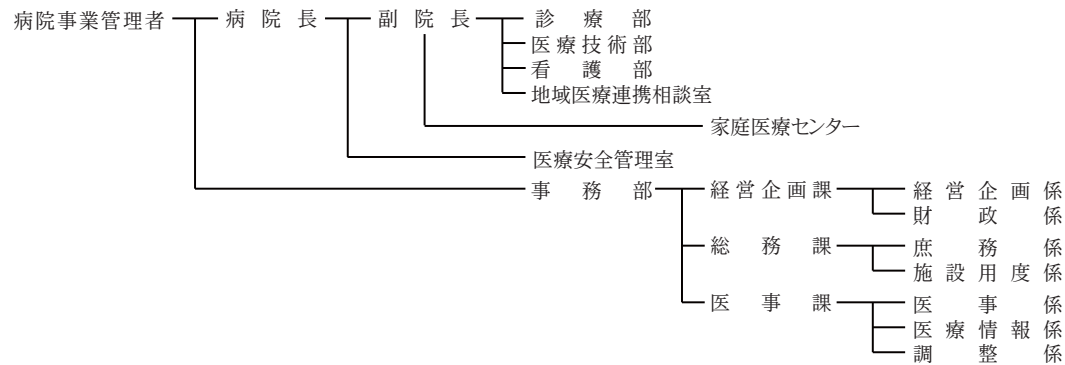 病院事業管理者 病院長 副院長 診療部
医療技術部
看護部
地域医療連携相談室
家庭医療センター
医療安全管理室
事務部 経営企画課 経営企画係
財政係
総務課 庶務係
施設用度係
医事課 医事係
医療情報係
調整係